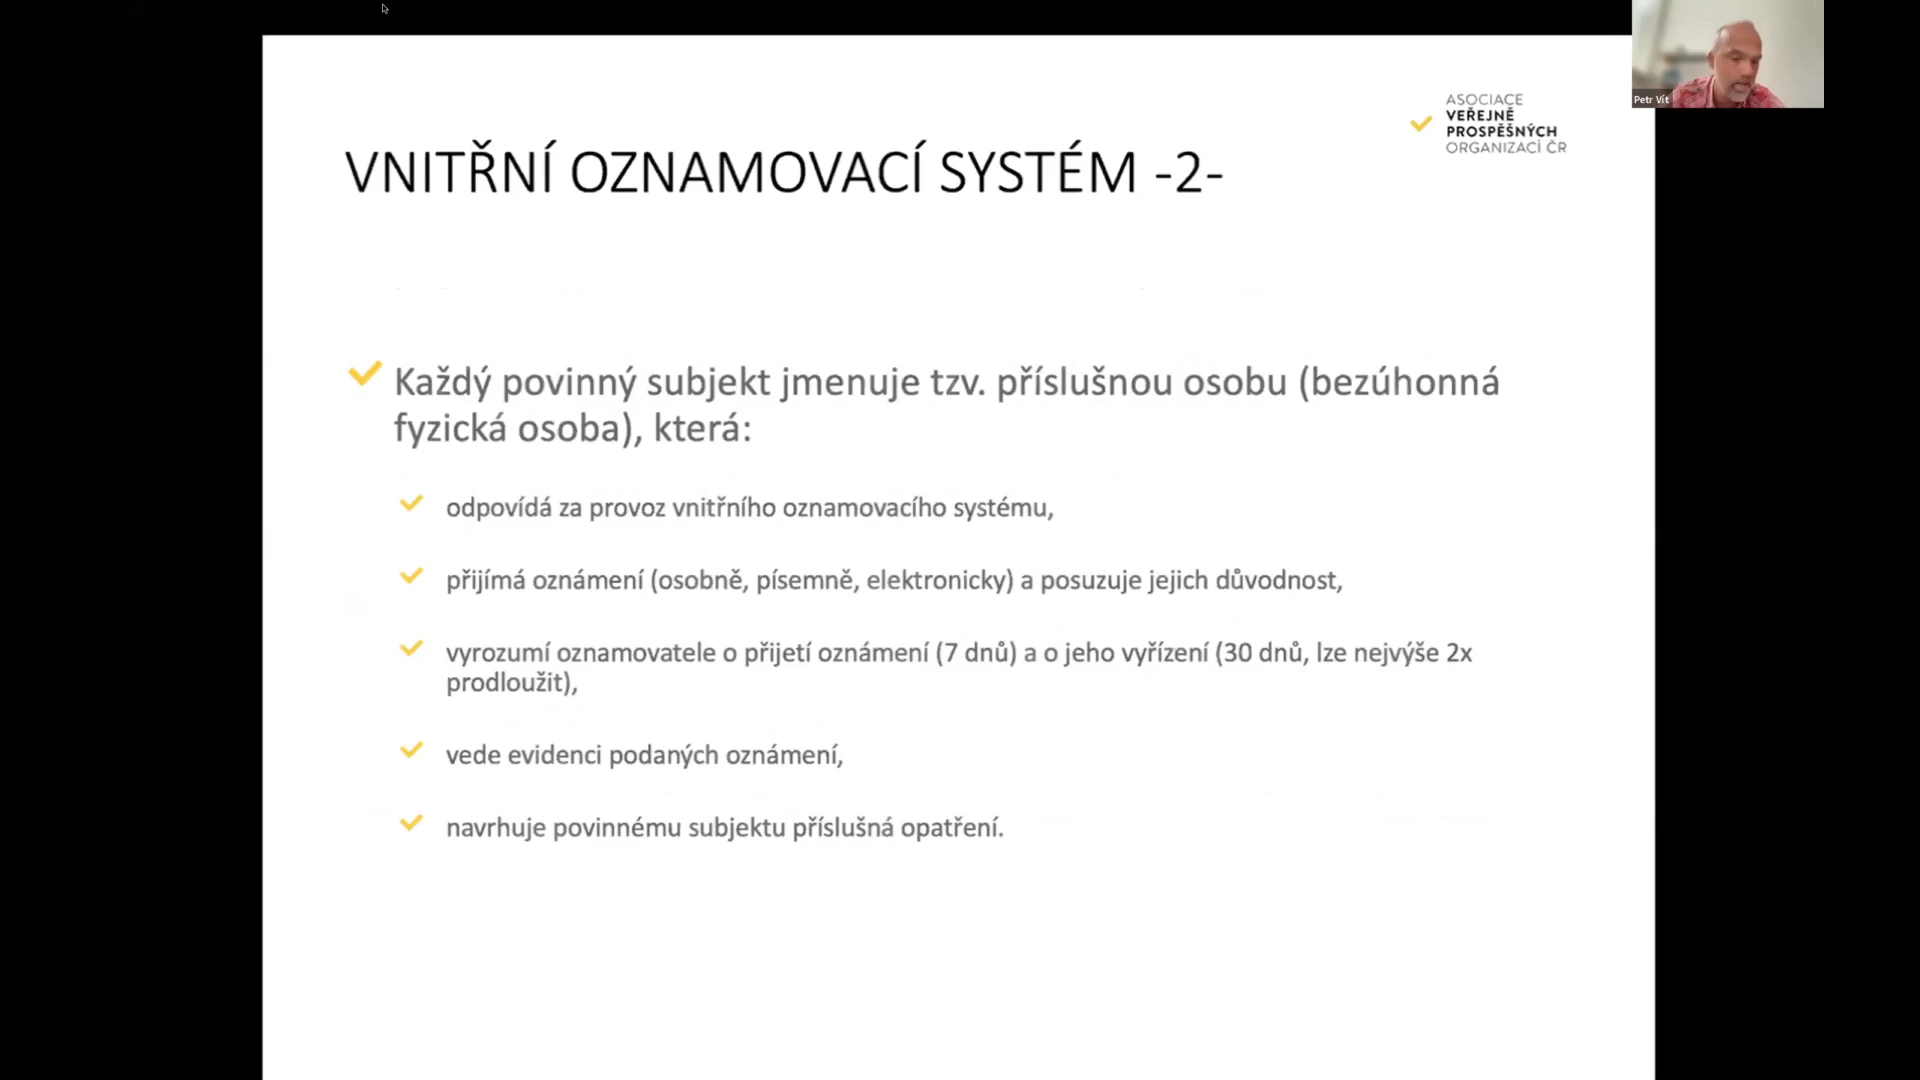 ASOCIACE
VEŘEJNĚ
PROSPĚŠNÝCH
ORGANIZACÍ ČR
Petr Vít
VNITŘNÍ OZNAMOVACÍ SYSTÉM -2-
Každý povinný subjekt jmenuje tzv. příslušnou osobu (bezúhonná
fyzická osoba), která:
odpovídá za provoz vnitřního oznamovacího systému,
přijímá oznámení (osobně, písemně, elektronicky) a posuzuje jejich důvodnost,
vyrozumí oznamovatele o přijetí oznámení (7 dnů) a o jeho vyřízení (30 dnů, lze nejvýše 2x
prodloužit),
vede evidenci podaných oznámení,
navrhuje povinnému subjektu příslušná opatření.